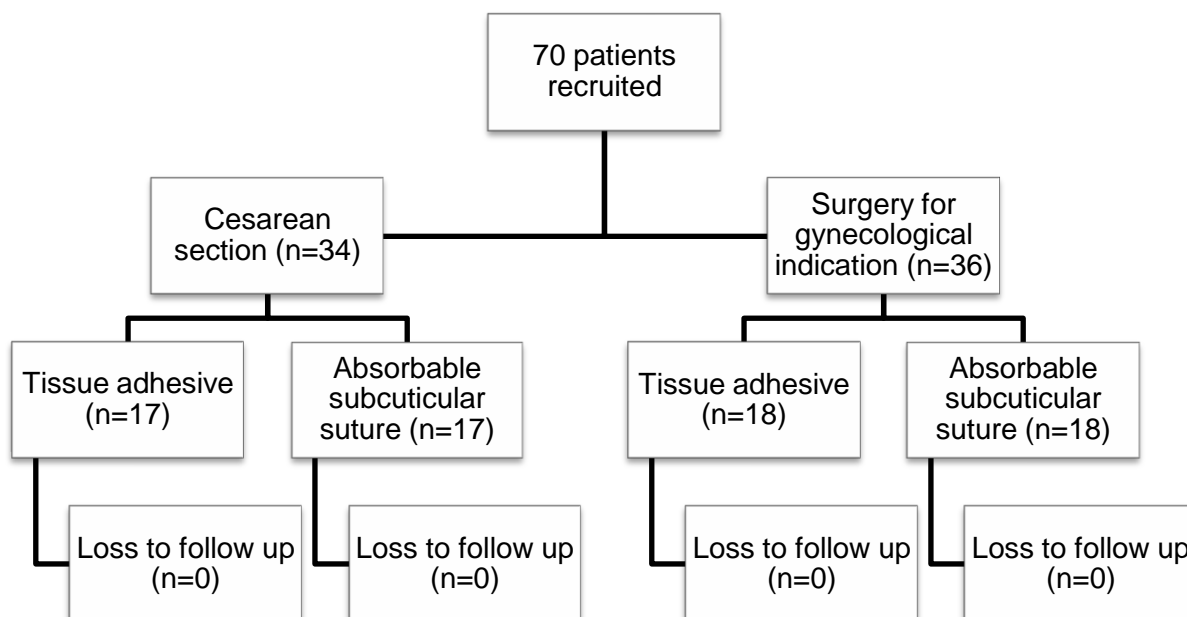 70 patients
recruited
Cesarean
section (n=34)
Surgery for
gynecological
indication (n=36)
Tissue adhesive
(n=17)
Absorbable
subcuticular
suture (n=17)
Tissue adhesive
(n=18)
Absorbable
subcuticular
suture (n=18)
Loss to follow up
(n=0)
Loss to follow up
(n=0)
Loss to follow up
(n=0)
Loss to follow up
(n=0)